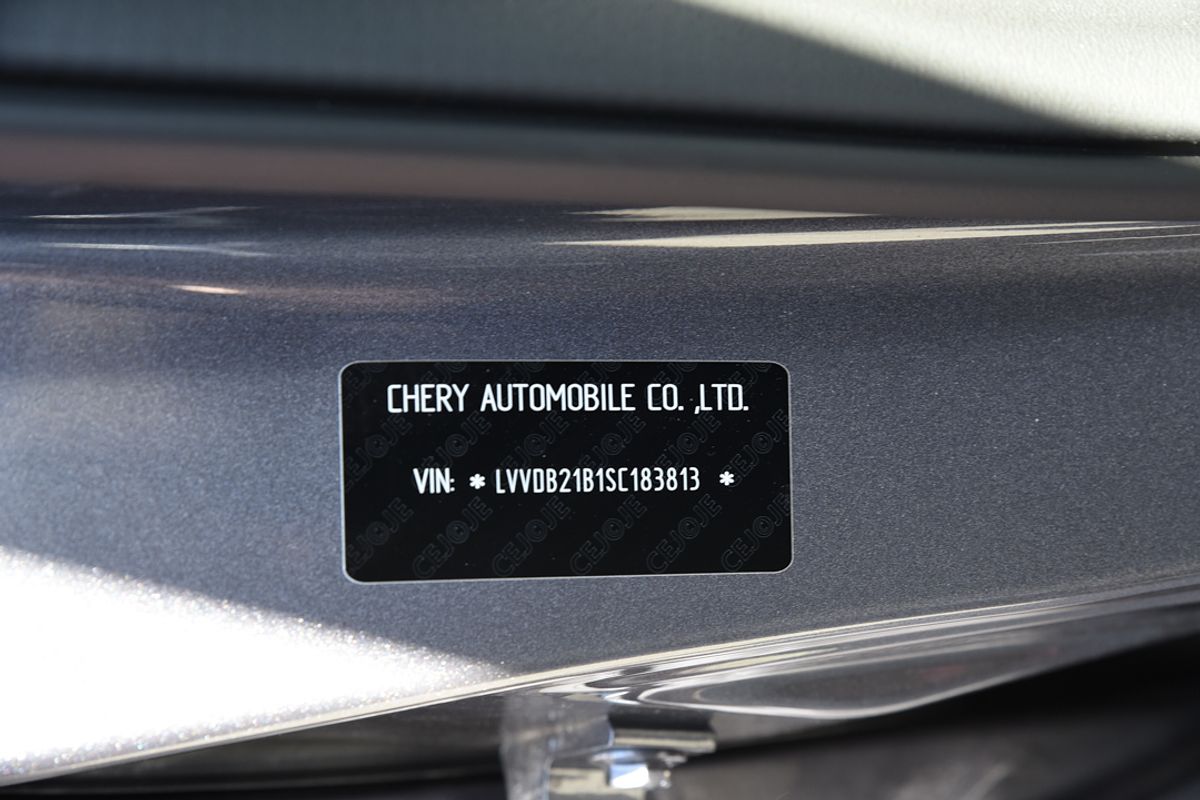 CHERY AUTOMOBILE CO. ,LTD.
VIN: * LVVDB21B1SC183813 *